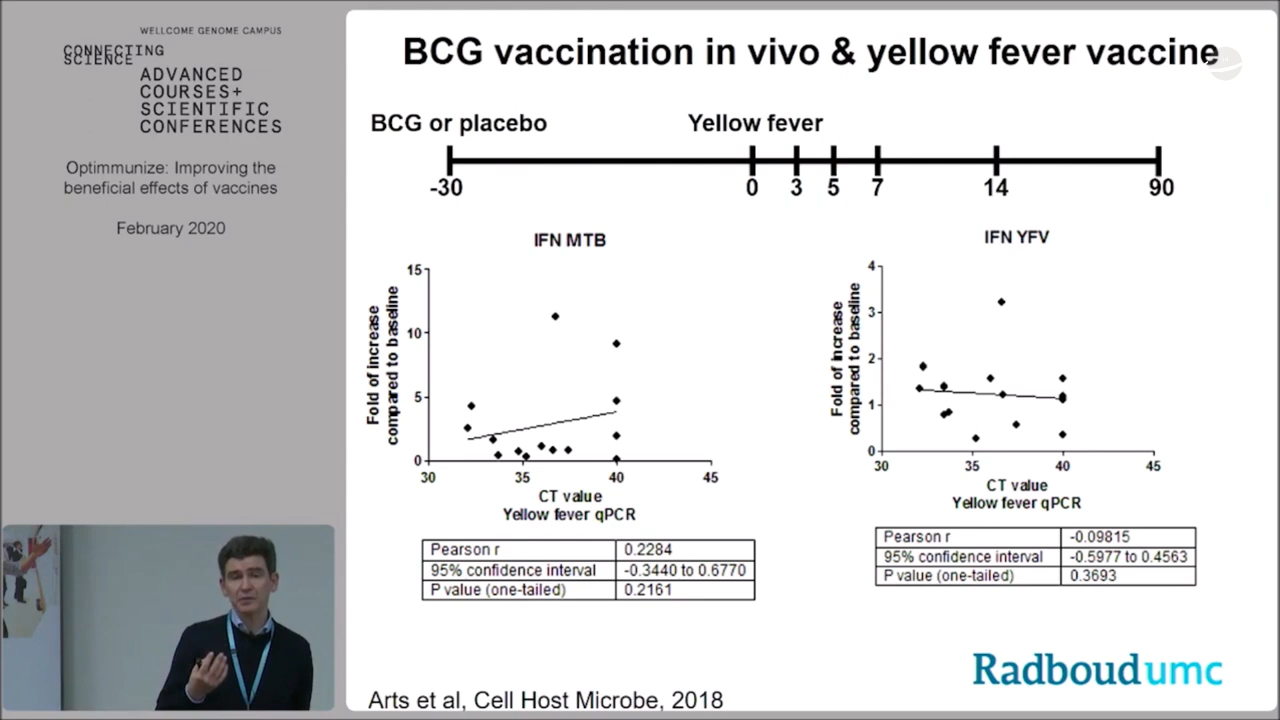 WELLCOME GENOME CAMPUS
CONNECTING
SCIENCE
ADVANCED
COURSES+
SCIENTIFIC
CONFERENCES
Optimmunize: Improving the
beneficial effects of vaccines
February 2020
BCG vaccination in vivo & yellow fever vaccine
BCG or placebo Yellow fever
-30 0 3 5 7 14 90
IFN MTB
Fold of increase
compared to baseline
15
10
5
0
30 35 40 45
CT value
Yellow fever qPCR
Pearson r 0.2284
95% confidence interval -0.3440 to 0.6770
P value (one-tailed) 0.2161
IFN YFV
Fold of increase
compared to baseline
4
3
2
1
0
30 35 40 45
CT value
Yellow fever qPCR
Pearson r -0.09815
95% confidence interval -0.5977 to 0.4563
P value (one-tailed) 0.3693
Arts et al, Cell Host Microbe, 2018
Radboudumc